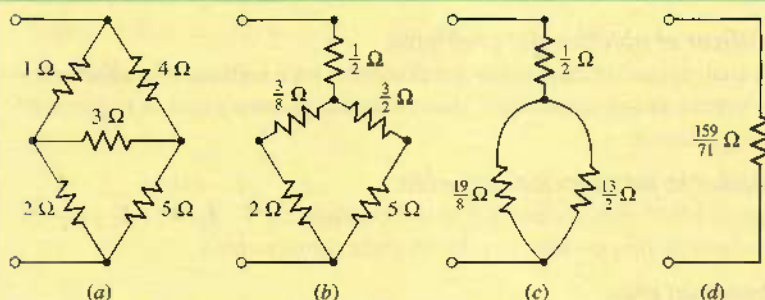 1 Ω
4 Ω
3 Ω
2 Ω
5 Ω
(a)
1/2 Ω
3/8 Ω
3/2 Ω
2 Ω
5 Ω
(b)
1/2 Ω
19/8 Ω
13/2 Ω
(c)
159/71 Ω
(d)